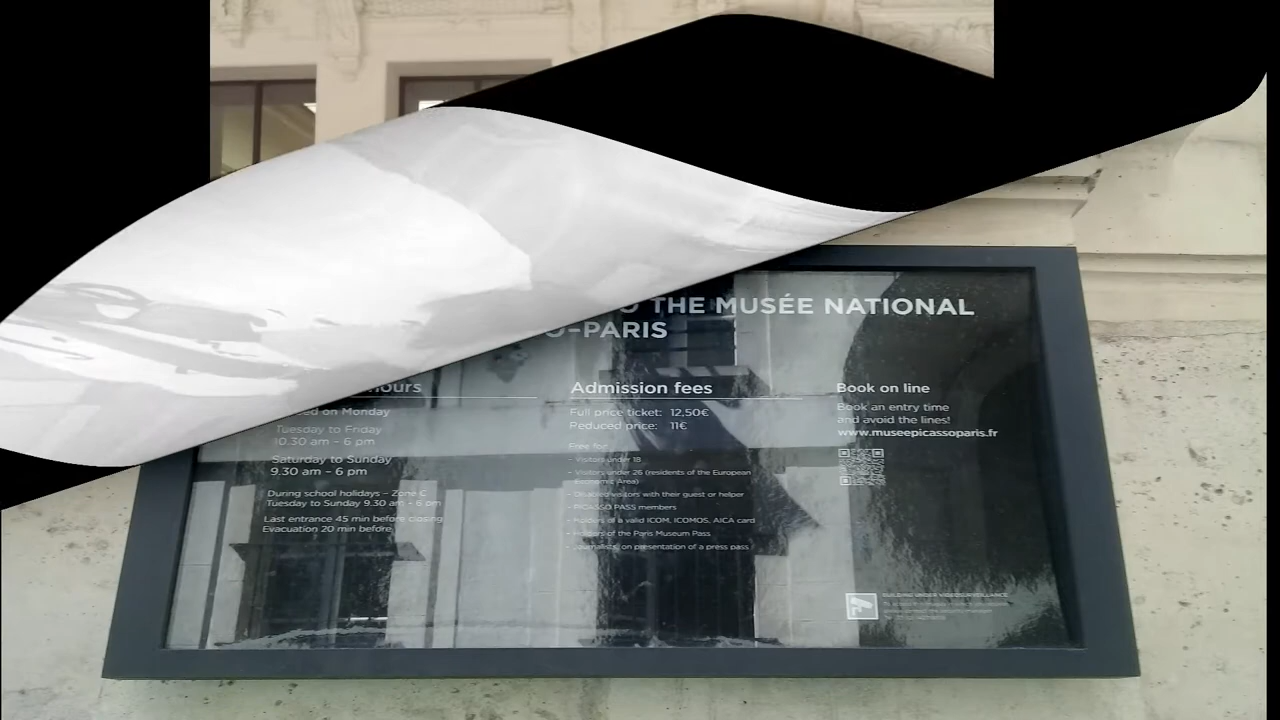 THE MUSÉE NATIONAL
-PARIS
on Monday
Tuesday to Friday
10.30 am – 6 pm
Saturday to Sunday
9.30 am – 6 pm
During school holidays – Zone C
Tuesday to Sunday 9.30 am - 6 pm
Last entrance 45 min before closing
Evacuation 20 min before
Admission fees
Full price ticket: 12,50€
Reduced price: 11€
Free for:
– Visitors under 18
– Visitors under 26 (residents of the European
Economic Area)
– Disabled visitors with their guest or helper
– PICASSO PASS members
– Holders of a valid ICOM, ICOMOS, AICA card
– Holders of the Paris Museum Pass
– Journalists, on presentation of a press pass
Book on line
Book an entry time
and avoid the lines!
www.museepicassoparis.fr
BUILDING UNDER VIDEOSURVEILLANCE